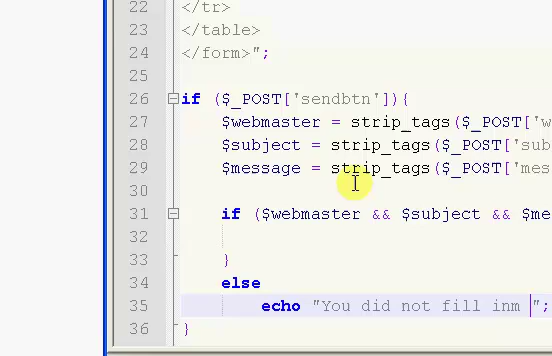 22 </tr>
23 </table>
24 </form>";
25
26 if ($_POST['sendbtn']){
27 $webmaster = strip_tags($_POST['w
28 $subject = strip_tags($_POST['sub
29 $message = strip_tags($_POST['mes
30
31 if ($webmaster && $subject && $me
32
33 }
34 else
35 echo "You did not fill inm ";
36 }